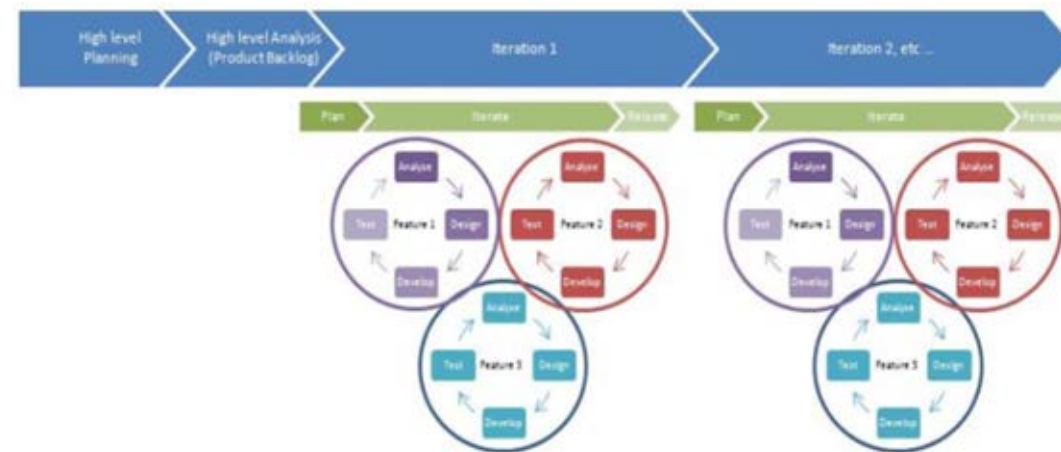 High level
Planning
High level Analysis
(Product Backlog)
Iteration 1
Iteration 2, etc ...
Plan
Iterate
Release
Plan
Iterate
Release
Analyse
Test
Feature 1
Design
Develop
Analyse
Test
Feature 2
Design
Develop
Analyse
Test
Feature 3
Design
Develop
Analyse
Test
Feature 1
Design
Develop
Analyse
Test
Feature 2
Design
Develop
Analyse
Test
Feature 3
Design
Develop